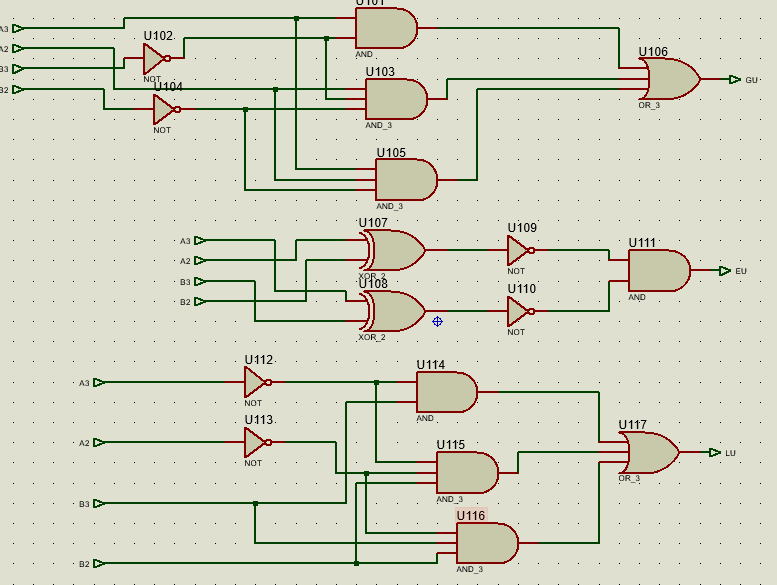 U101
A3
U102
A2
AND
B3
NOT
U103
U106
GU
B2
U104
OR_3
NOT
AND_3
U105
AND_3
U107
U109
A3
U111
A2
NOT
EU
XOR_2
B3
U108
U110
AND
B2
NOT
XOR_2
U112
U114
A3
NOT
AND
U113
U117
A2
U115
LU
NOT
OR_3
AND_3
B3
U116
B2
AND_3